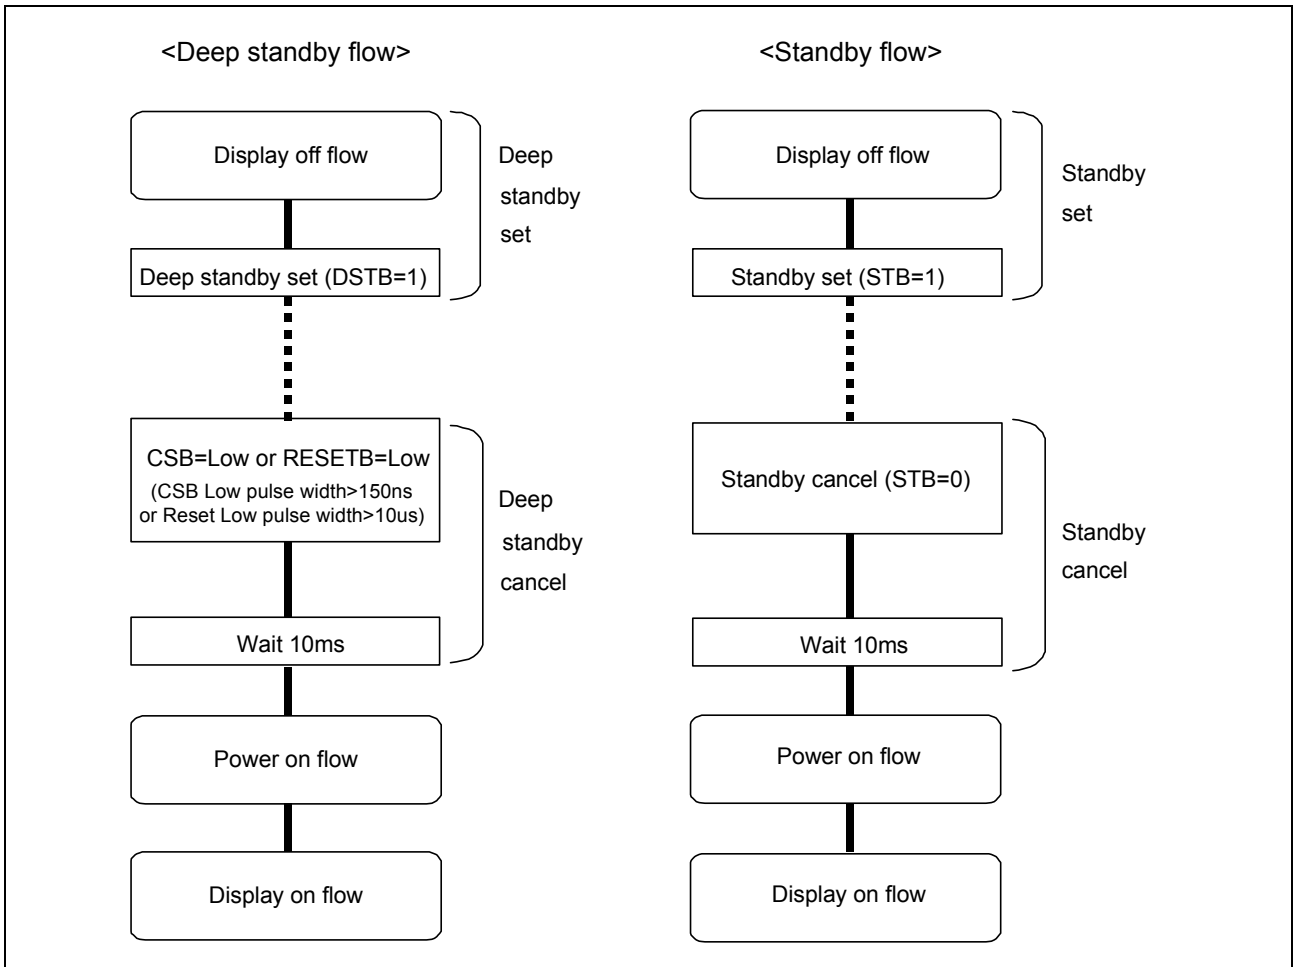 <Deep standby flow>
Display off flow
Deep
standby
set
Deep standby set (DSTB=1)
CSB=Low or RESETB=Low
(CSB Low pulse width>150ns
or Reset Low pulse width>10us)
Deep
standby
cancel
Wait 10ms
Power on flow
Display on flow
<Standby flow>
Display off flow
Standby
set
Standby set (STB=1)
Standby cancel (STB=0)
Standby
cancel
Wait 10ms
Power on flow
Display on flow